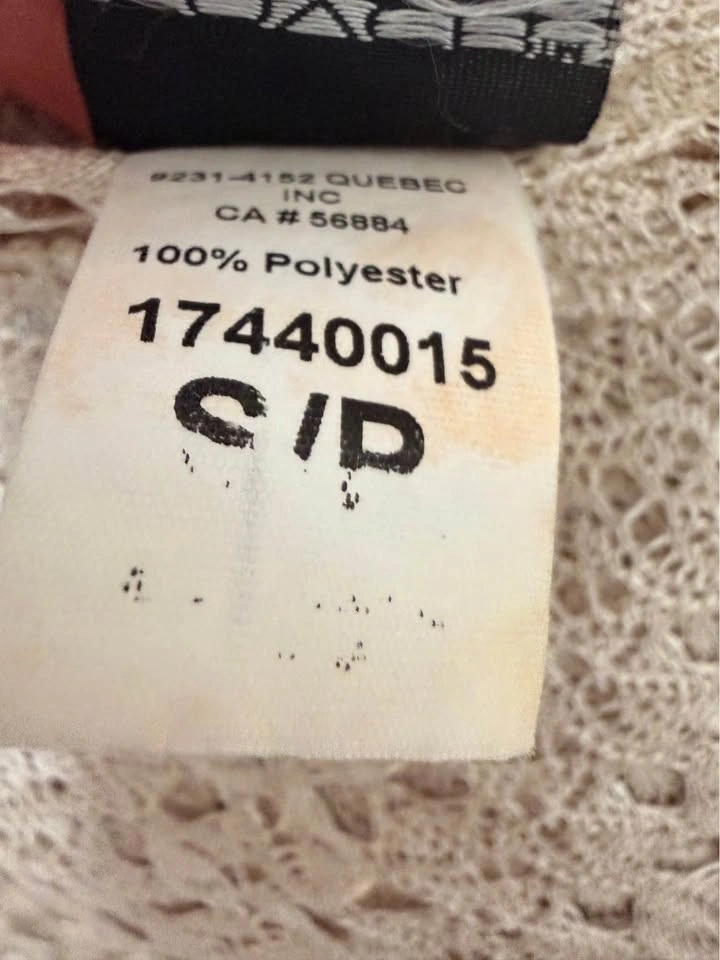 9231-4152 QUEBEC
INC
CA # 56884
100% Polyester
17440015
S/P